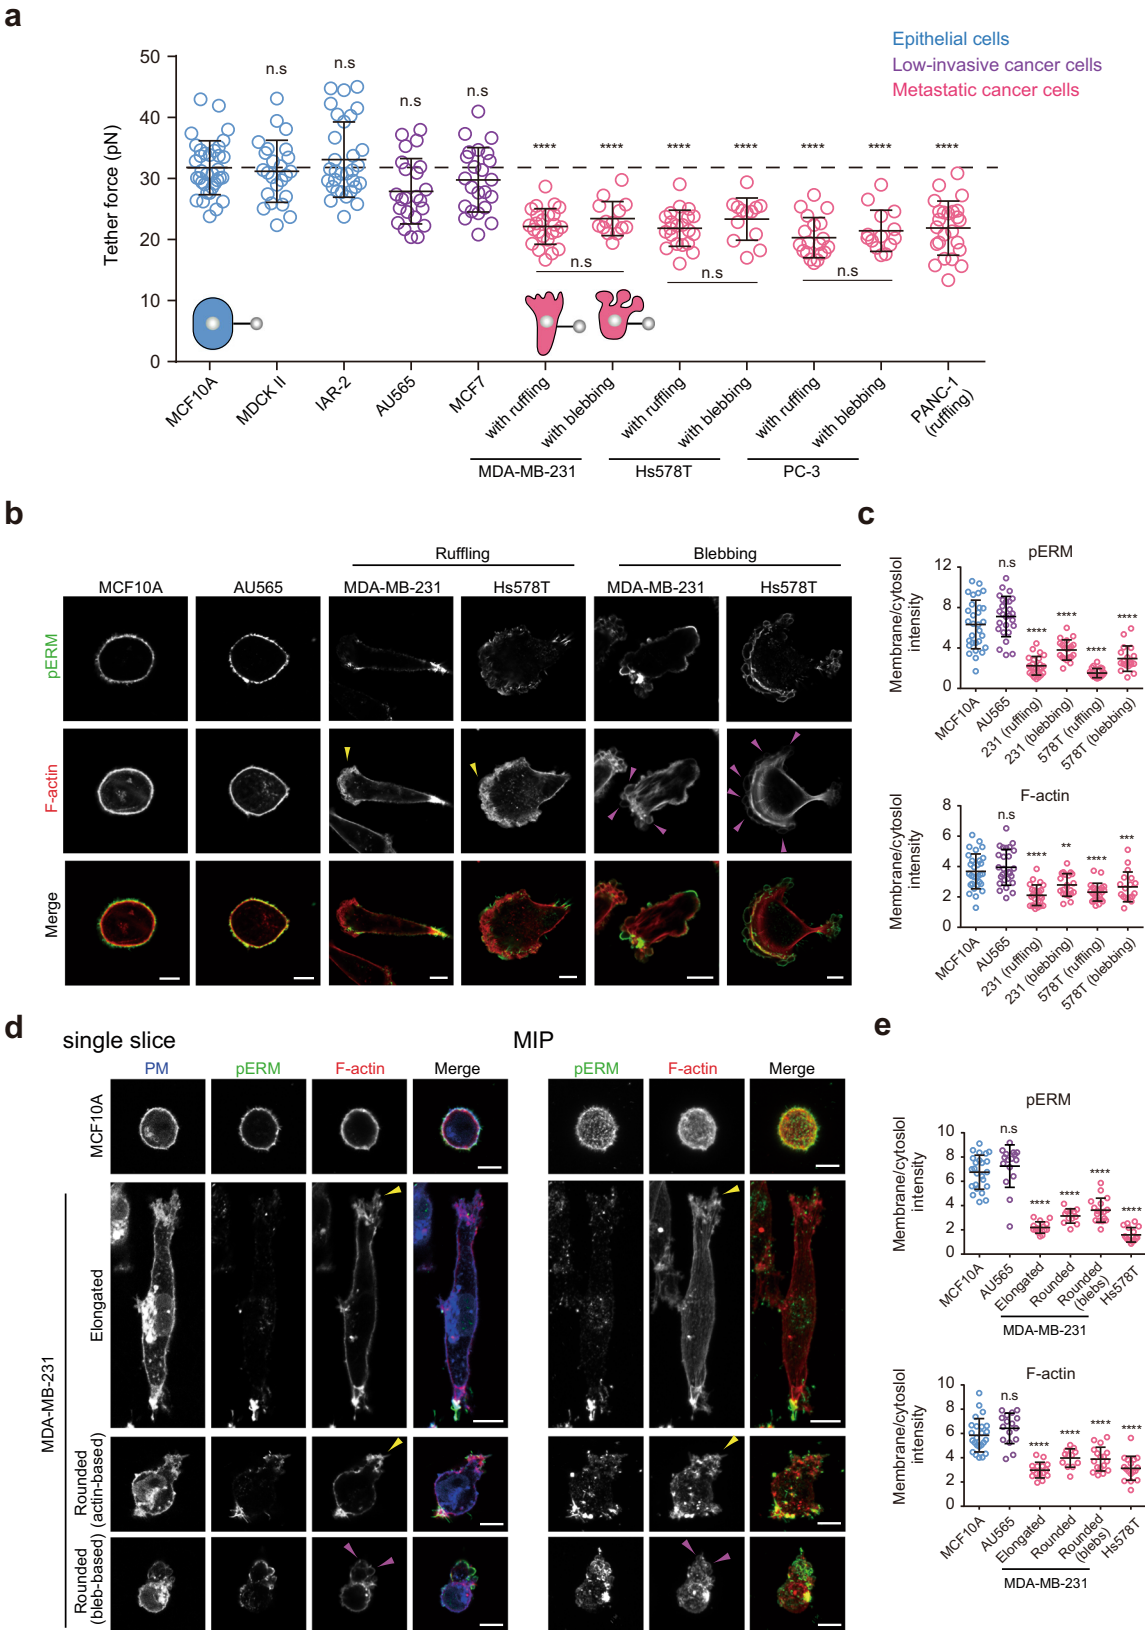 a
Epithelial cells
Low-invasive cancer cells
Metastatic cancer cells
Tether force (pN)
50
40
30
20
10
0
n.s
n.s
n.s
n.s
****
****
****
****
****
****
****
n.s
n.s
n.s
MCF10A
MDCK II
IAR-2
AU565
MCF7
with ruffling
with blebbing
with ruffling
with blebbing
with ruffling
with blebbing
PANC-1
(ruffling)
MDA-MB-231
Hs578T
PC-3
b
Ruffling
Blebbing
MCF10A
AU565
MDA-MB-231
Hs578T
MDA-MB-231
Hs578T
pERM
F-actin
Merge
c
pERM
Membrane/cytoslol
intensity
12
8
4
0
n.s
****
****
****
****
MCF10A
AU565
231 (ruffling)
231 (blebbing)
578T (ruffling)
578T (blebbing)
F-actin
Membrane/cytoslol
intensity
8
6
4
2
0
n.s
****
**
****
***
MCF10A
AU565
231 (ruffling)
231 (blebbing)
578T (ruffling)
578T (blebbing)
d
single slice
MIP
PM
pERM
F-actin
Merge
pERM
F-actin
Merge
MCF10A
MDA-MB-231
Elongated
Rounded
(actin-based)
Rounded
(bleb-based)
e
pERM
Membrane/cytoslol
intensity
10
8
6
4
2
0
n.s
****
****
****
****
MCF10A
AU565
Elongated
Rounded
Rounded
(blebs)
Hs578T
MDA-MB-231
F-actin
Membrane/cytoslol
intensity
10
8
6
4
2
0
n.s
****
****
****
****
MCF10A
AU565
Elongated
Rounded
Rounded
(blebs)
Hs578T
MDA-MB-231